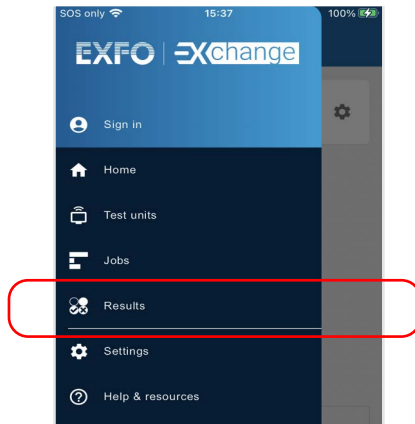 SOS only 15:37 100%
EXFO EXchange
Sign in
Home
Test units
Jobs
Results
Settings
Help & resources